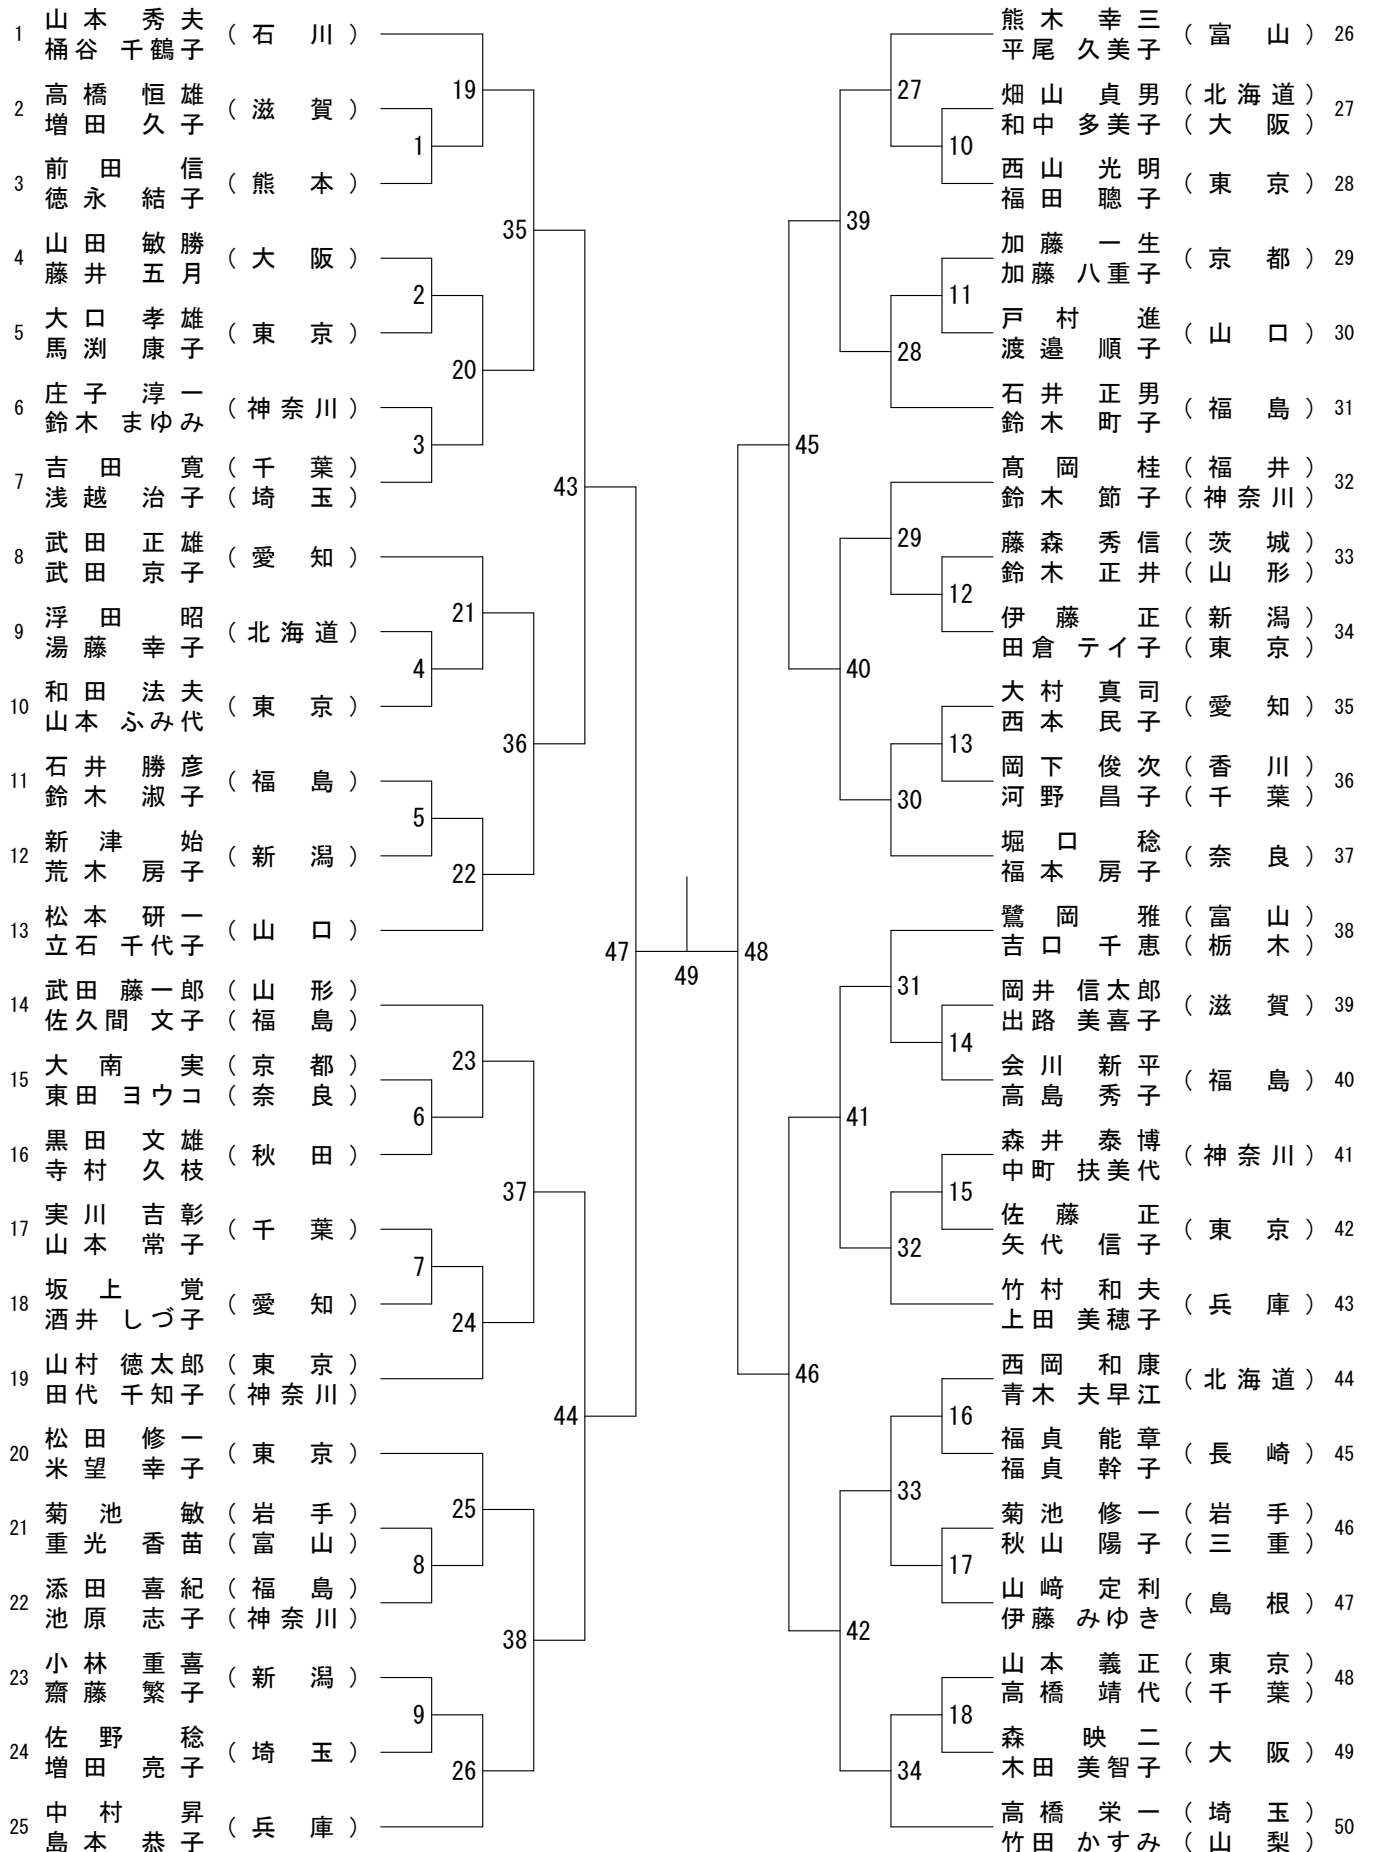 1 山本 秀夫 (石川)
桶谷 千鶴子
2 高橋 恒雄 (滋賀)
増田 久子
3 前田 信 (熊本)
徳永 結子
4 山田 敏勝 (大阪)
藤井 五月
5 大口 孝雄 (東京)
馬渕 康子
6 庄子 淳一 (神奈川)
鈴木 まゆみ
7 吉田 寛 (千葉)
浅越 治子 (埼玉)
8 武田 正雄 (愛知)
武田 京子
9 浮田 昭 (北海道)
湯藤 幸子
10 和田 法夫 (東京)
山本 ふみ代
11 石井 勝彦 (福島)
鈴木 淑子
12 新津 始 (新潟)
荒木 房子
13 松本 研一 (山口)
立石 千代子
14 武田 藤一郎 (山形)
佐久間 文子 (福島)
15 大南 実 (京都)
東田 ヨウコ (奈良)
16 黒田 文雄 (秋田)
寺村 久枝
17 実川 吉彰 (千葉)
山本 常子
18 坂上 覚 (愛知)
酒井 しづ子
19 山村 徳太郎 (東京)
田代 千知子 (神奈川)
20 松田 修一 (東京)
米望 幸子
21 菊池 敏 (岩手)
重光 香苗 (富山)
22 添田 喜紀 (福島)
池原 志子 (神奈川)
23 小林 重喜 (新潟)
齋藤 繁子
24 佐野 稔 (埼玉)
増田 亮子
25 中村 昇 (兵庫)
島本 恭子
1
2
3
4
5
6
7
8
9
19
20
21
22
23
24
25
26
35
36
37
38
43
44
47
49
48
45
46
39
40
41
42
27
28
29
30
31
32
33
34
10
11
12
13
14
15
16
17
18
熊木 幸三 (富山) 26
平尾 久美子
畑山 貞男 (北海道) 27
和中 多美子 (大阪)
西山 光明 (東京) 28
福田 聰子
加藤 一生 (京都) 29
加藤 八重子
戸村 進 (山口) 30
渡邉 順子
石井 正男 (福島) 31
鈴木 町子
髙岡 桂 (福井) 32
鈴木 節子 (神奈川)
藤森 秀信 (茨城) 33
鈴木 正井 (山形)
伊藤 正 (新潟) 34
田倉 テイ子 (東京)
大村 真司 (愛知) 35
西本 民子
岡下 俊次 (香川) 36
河野 昌子 (千葉)
堀口 稔 (奈良) 37
福本 房子
鷺岡 雅 (富山) 38
吉口 千恵 (栃木)
岡井 信太郎 (滋賀) 39
出路 美喜子
会川 新平 (福島) 40
高島 秀子
森井 泰博 (神奈川) 41
中町 扶美代
佐藤 正 (東京) 42
矢代 信子
竹村 和夫 (兵庫) 43
上田 美穂子
西岡 和康 (北海道) 44
青木 夫早江
福貞 能章 (長崎) 45
福貞 幹子
菊池 修一 (岩手) 46
秋山 陽子 (三重)
山﨑 定利 (島根) 47
伊藤 みゆき
山本 義正 (東京) 48
高橋 靖代 (千葉)
森 映二 (大阪) 49
木田 美智子
高橋 栄一 (埼玉) 50
竹田 かすみ (山梨)